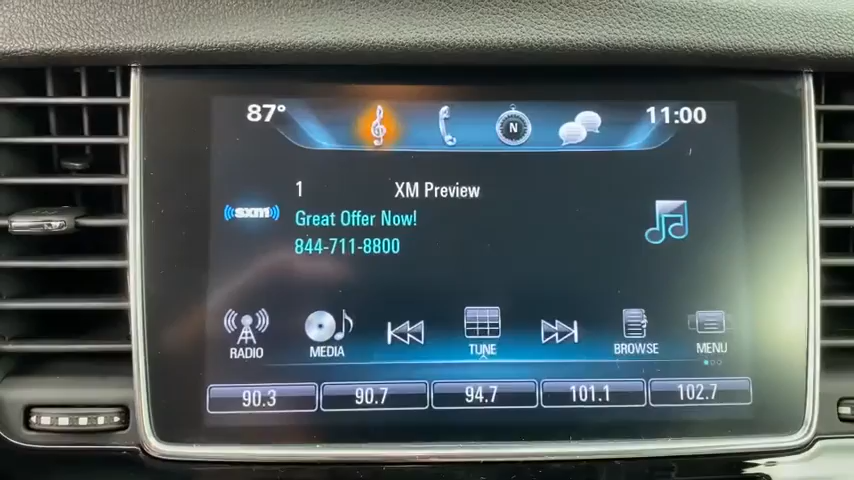 87°
N
11:00
1 XM Preview
sxm
Great Offer Now!
844-711-8800
RADIO
MEDIA
TUNE
BROWSE
MENU
90.3
90.7
94.7
101.1
102.7